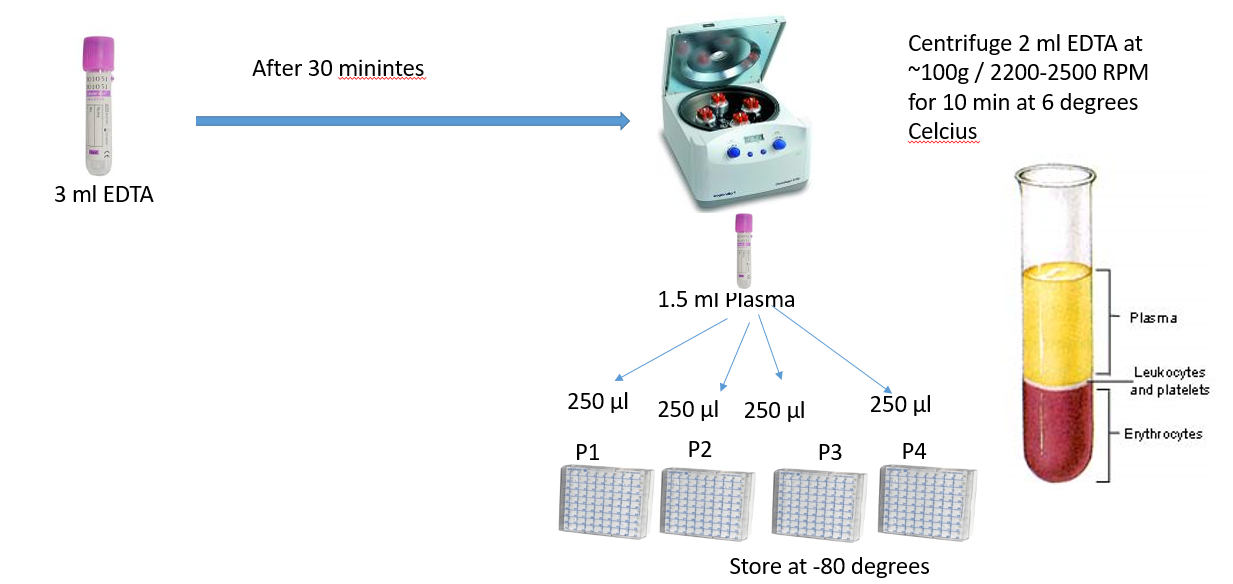 After 30 minintes
3 ml EDTA
Centrifuge 2 ml EDTA at
~100g / 2200-2500 RPM
for 10 min at 6 degrees
Celcius
1.5 ml Plasma
250 µl
250 µl
250 µl
250 µl
P1
P2
P3
P4
Store at -80 degrees
Plasma
Leukocytes
and platelets
Erythrocytes